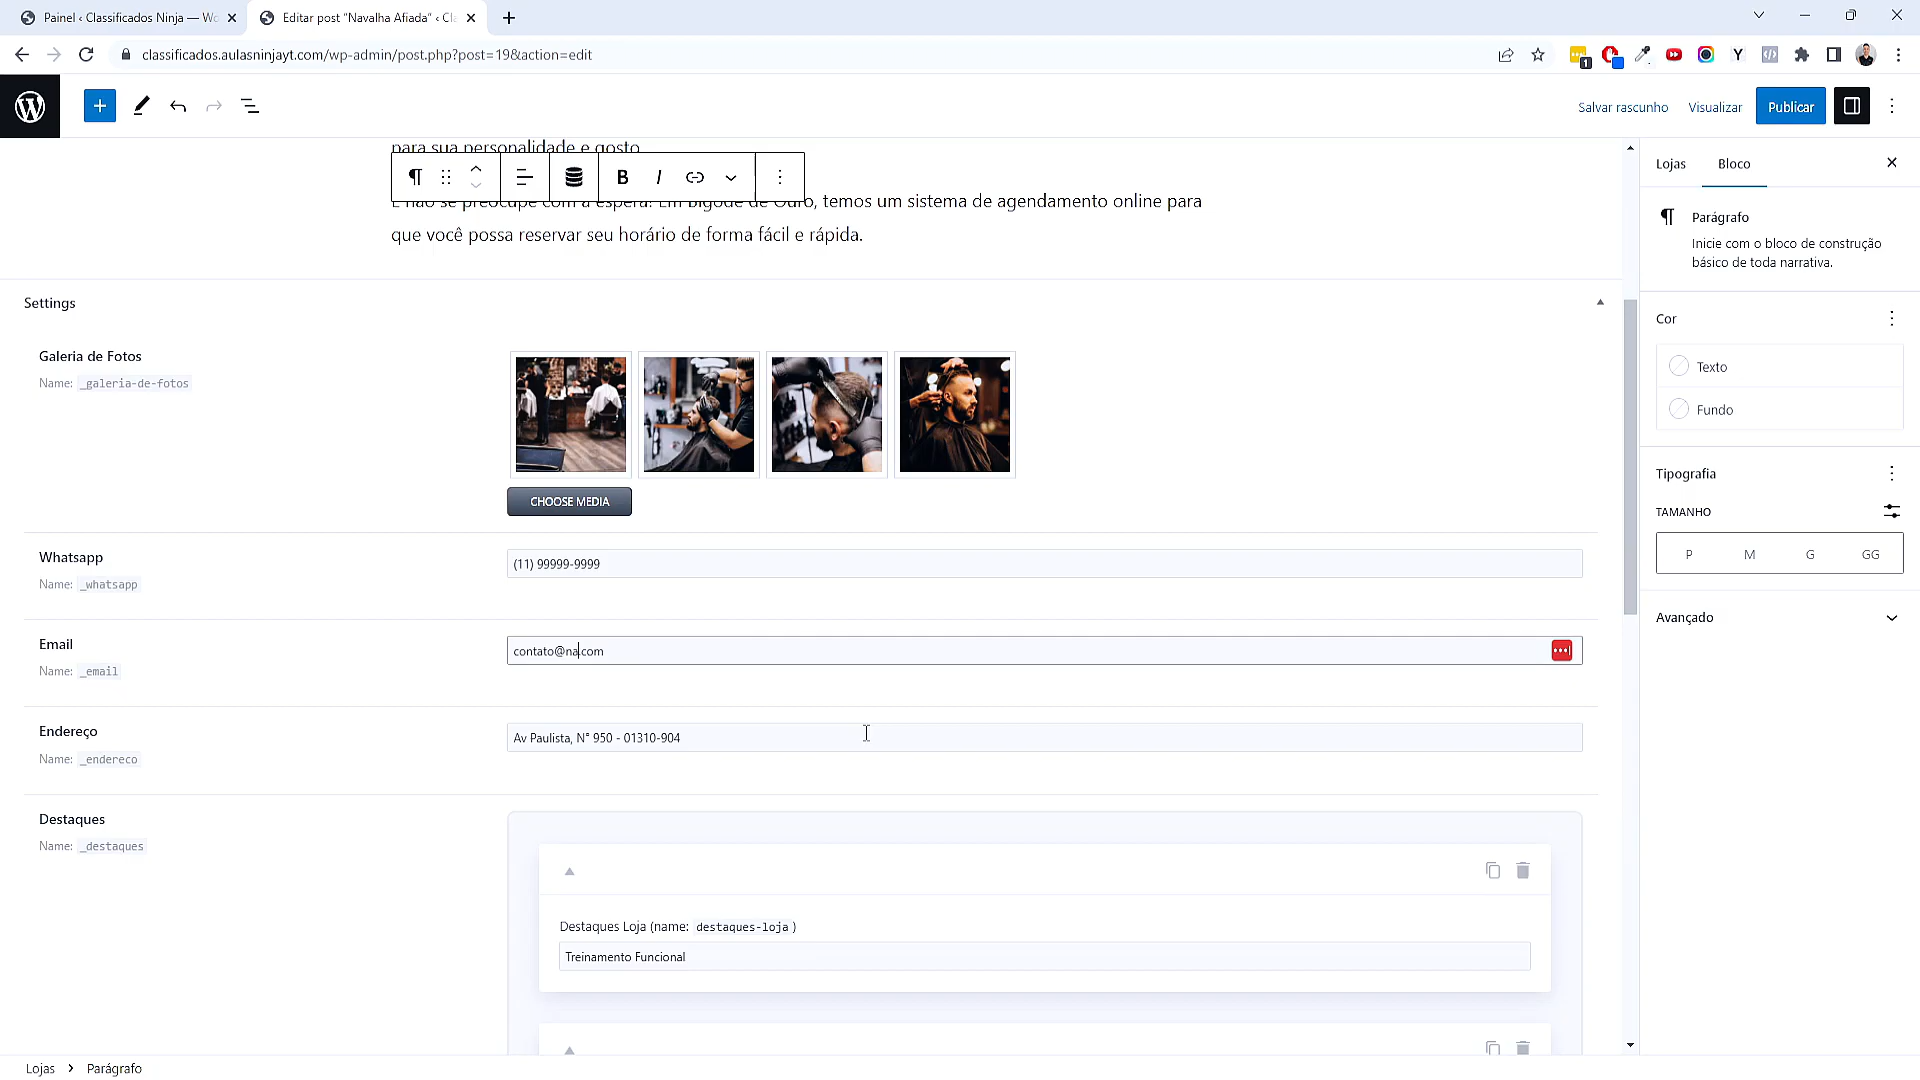 Painel ‹ Classificados Ninja — Wo
Editar post “Navalha Afiada” ‹ Cla
classificados.aulasninjayt.com/wp-admin/post.php?post=19&action=edit
1
Y
Salvar rascunho
Visualizar
Publicar
para sua personalidade e gosto.
B
I
E não se preocupe com a espera! Em Bigode de Ouro, temos um sistema de agendamento online para
que você possa reservar seu horário de forma fácil e rápida.
Settings
Galeria de Fotos
Name: _galeria-de-fotos
CHOOSE MEDIA
Whatsapp
Name: _whatsapp
(11) 99999-9999
Email
Name: _email
contato@na.com
Endereço
Name: _endereco
Av Paulista, N° 950 - 01310-904
Destaques
Name: _destaques
Destaques Loja (name: destaques-loja )
Treinamento Funcional
Lojas
Bloco
Parágrafo
Inicie com o bloco de construção
básico de toda narrativa.
Cor
Texto
Fundo
Tipografia
TAMANHO
P
M
G
GG
Avançado
Lojas
Parágrafo